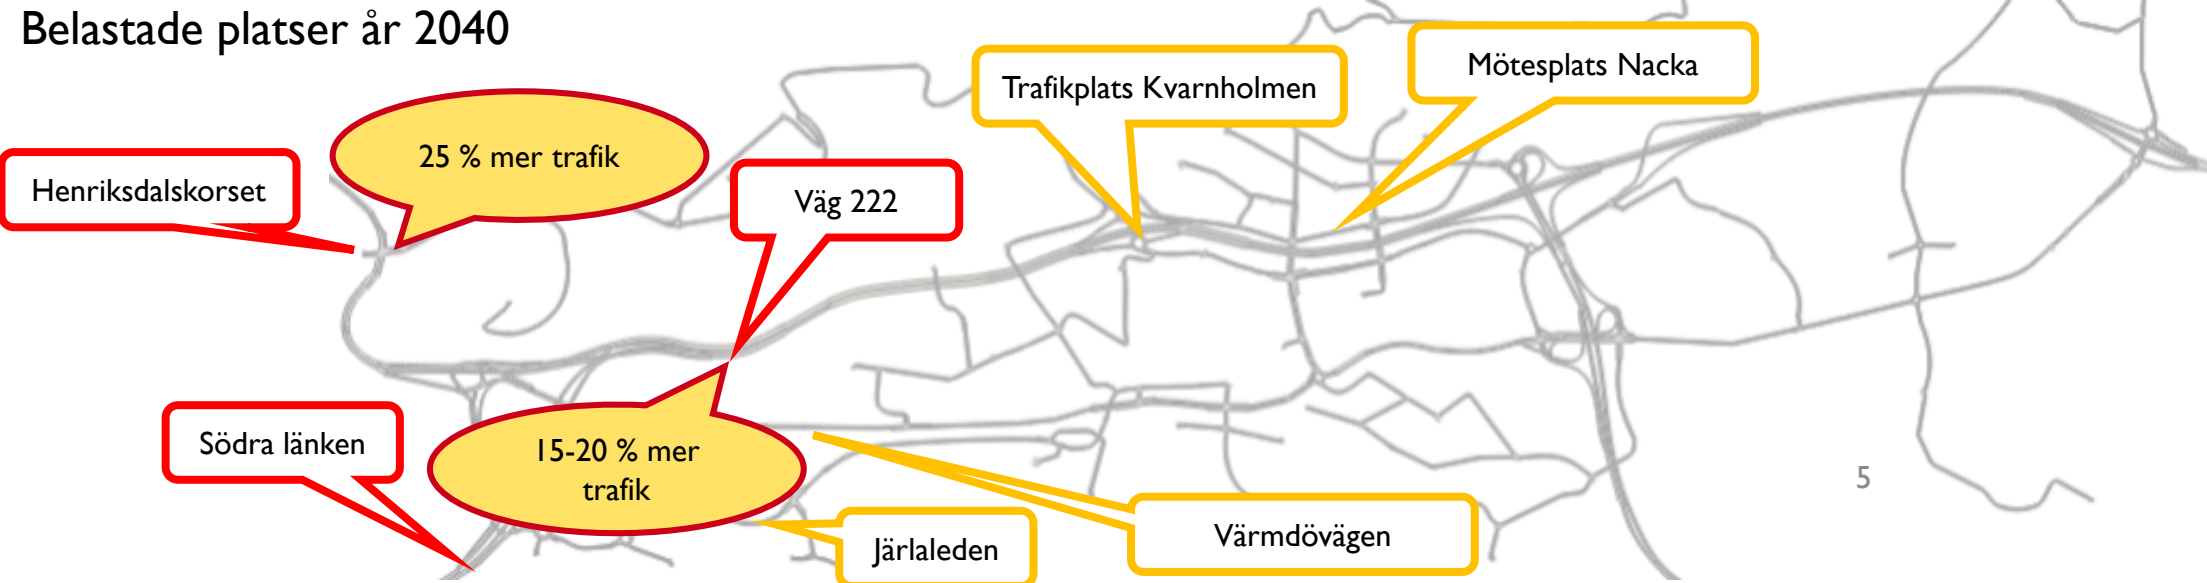 Belastade platser år 2040
Mötesplats Nacka
Trafikplats Kvarnholmen
25 % mer trafik
Henriksdalskorset
Väg 222
Södra länken
15-20 % mer
trafik
5
Värmdövägen
Järlaleden